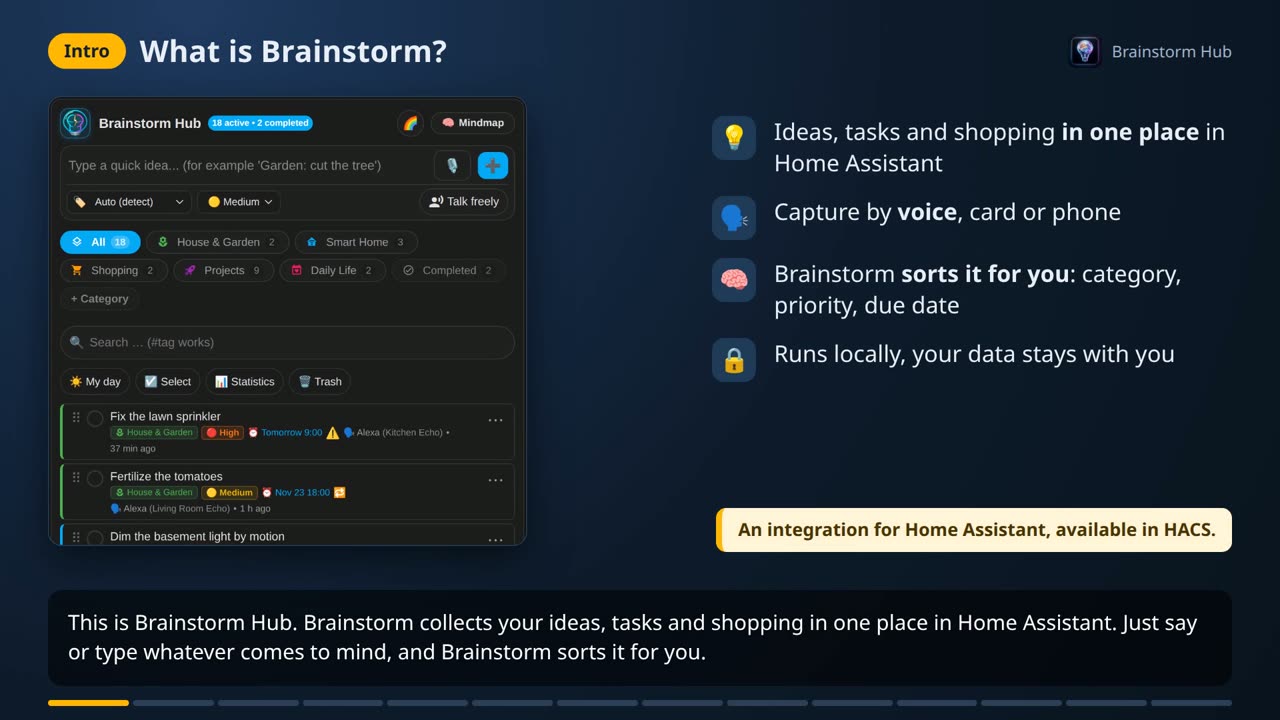 Intro
What is Brainstorm?
Brainstorm Hub
Brainstorm Hub
18 active • 2 completed
Mindmap
Type a quick idea... (for example 'Garden: cut the tree')
Auto (detect)
Medium
Talk freely
All 18
House & Garden 2
Smart Home 3
Shopping 2
Projects 9
Daily Life 2
Completed 2
+ Category
Search … (#tag works)
My day
Select
Statistics
Trash
Fix the lawn sprinkler
House & Garden High Tomorrow 9:00 Alexa (Kitchen Echo) •
37 min ago
Fertilize the tomatoes
House & Garden Medium Nov 23 18:00
Alexa (Living Room Echo) • 1 h ago
Dim the basement light by motion
Ideas, tasks and shopping in one place in
Home Assistant
Capture by voice, card or phone
Brainstorm sorts it for you: category,
priority, due date
Runs locally, your data stays with you
An integration for Home Assistant, available in HACS.
This is Brainstorm Hub. Brainstorm collects your ideas, tasks and shopping in one place in Home Assistant. Just say
or type whatever comes to mind, and Brainstorm sorts it for you.